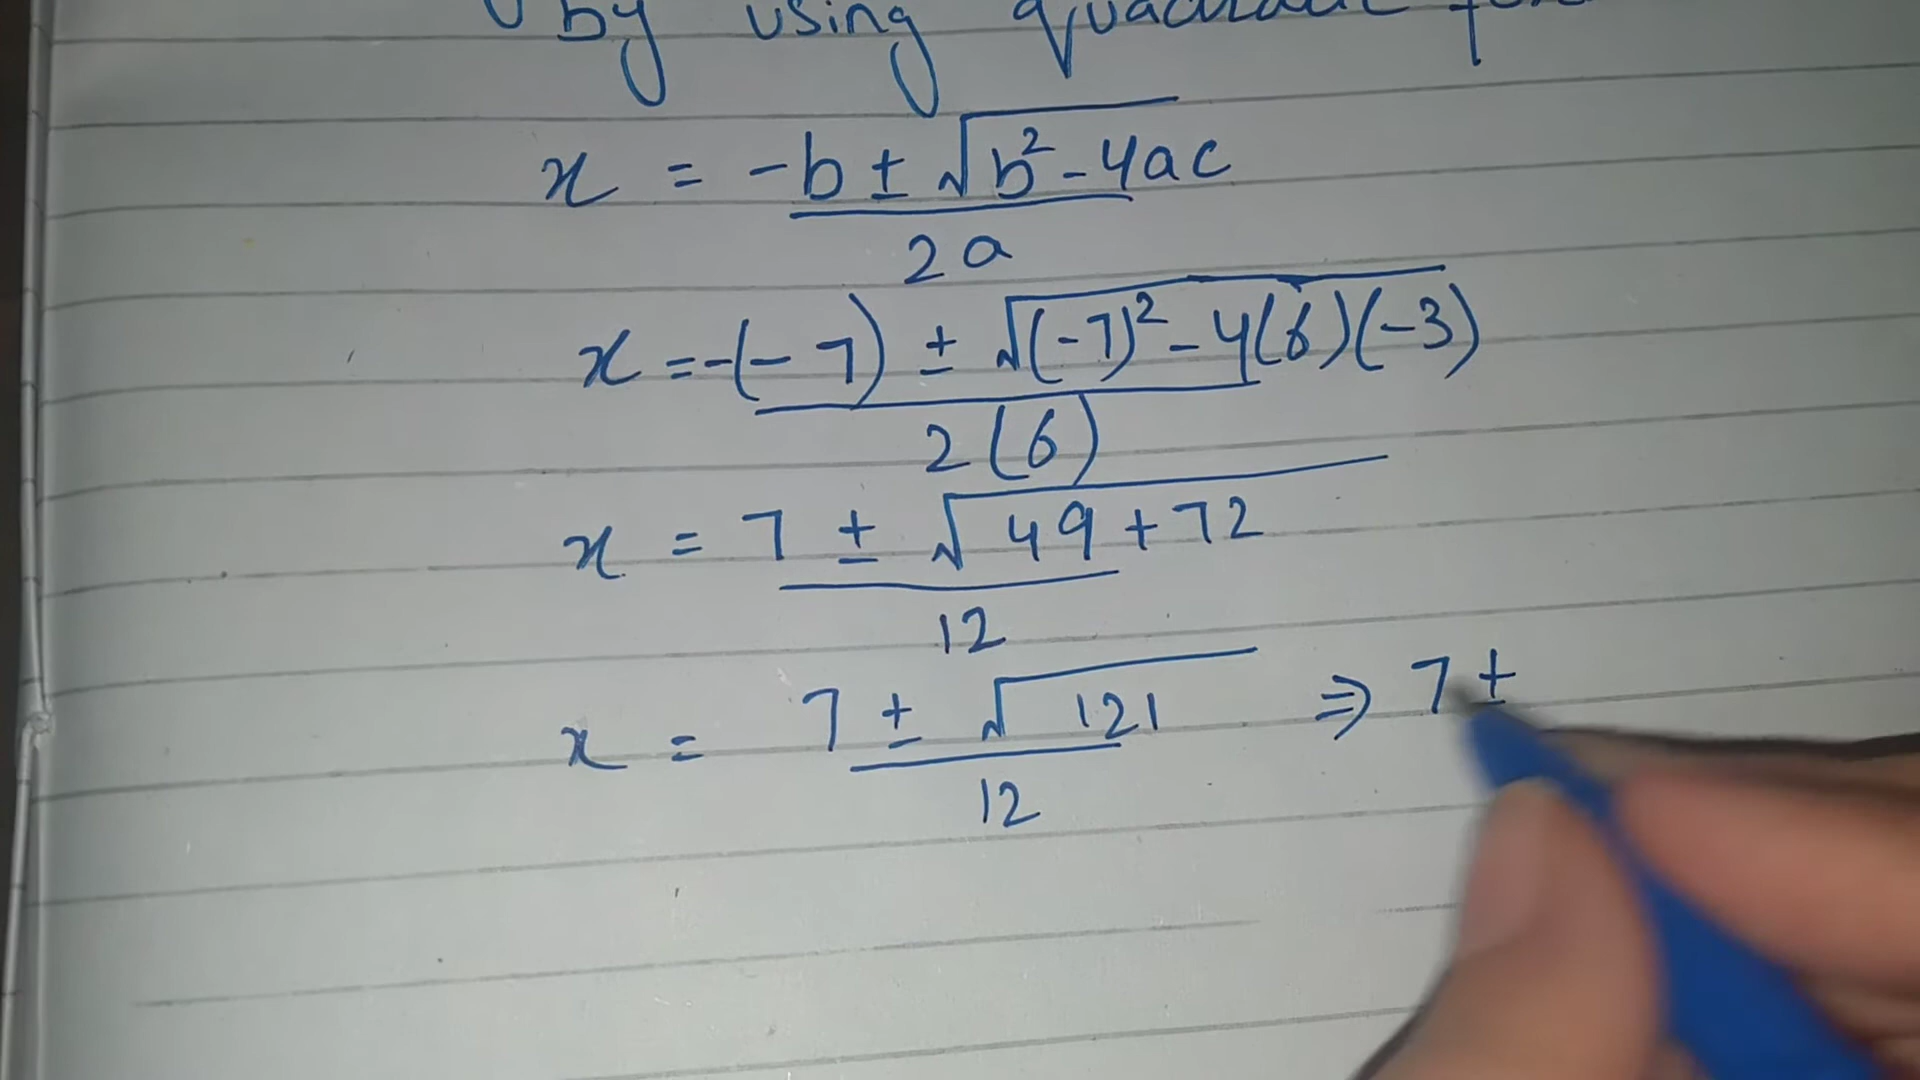 by using quadratic
x = -b ± √b² - 4ac
2a
x = -(-7) ± √(-7)² - 4(6)(-3)
2(6)
x = 7 ± √49 + 72
12
x = 7 ± √121 ⇒ 7 ±
12